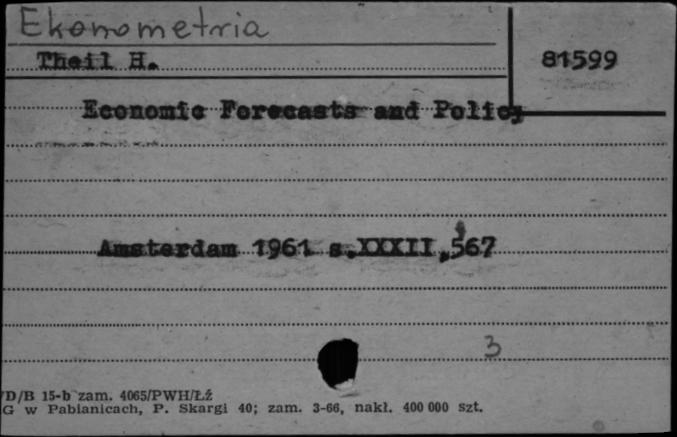 Ekonometria
Theil H.
81599
Economic Forecasts and Policy
Amsterdam 1961 s.XXXII,567
3
D/B 15-b zam. 4065/PWH/Łź
G w Pabianicach, P. Skargi 40; zam. 3-66, nakł. 400 000 szt.